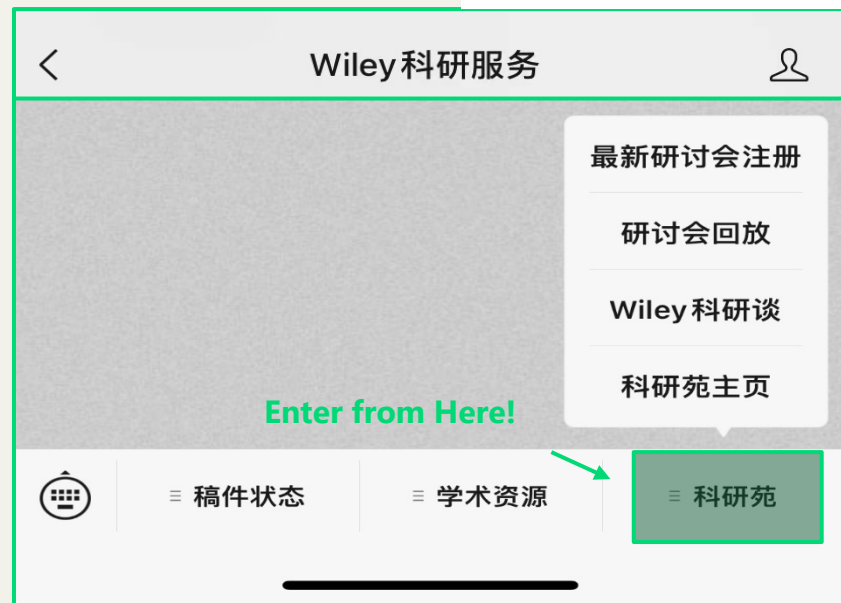 Wiley科研服务
最新研讨会注册
研讨会回放
Wiley科研谈
科研苑主页
Enter from Here!
稿件状态
学术资源
科研苑